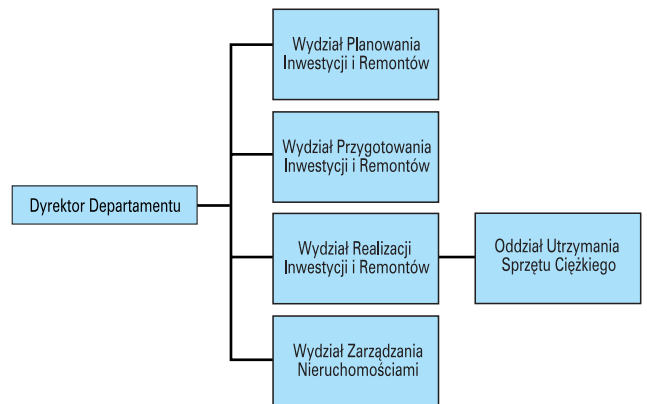 Wydział Planowania
Inwestycji i Remontów
Wydział Przygotowania
Inwestycji i Remontów
Dyrektor Departamentu
Wydział Realizacji
Inwestycji i Remontów
Oddział Utrzymania
Sprzętu Ciężkiego
Wydział Zarządzania
Nieruchomościami